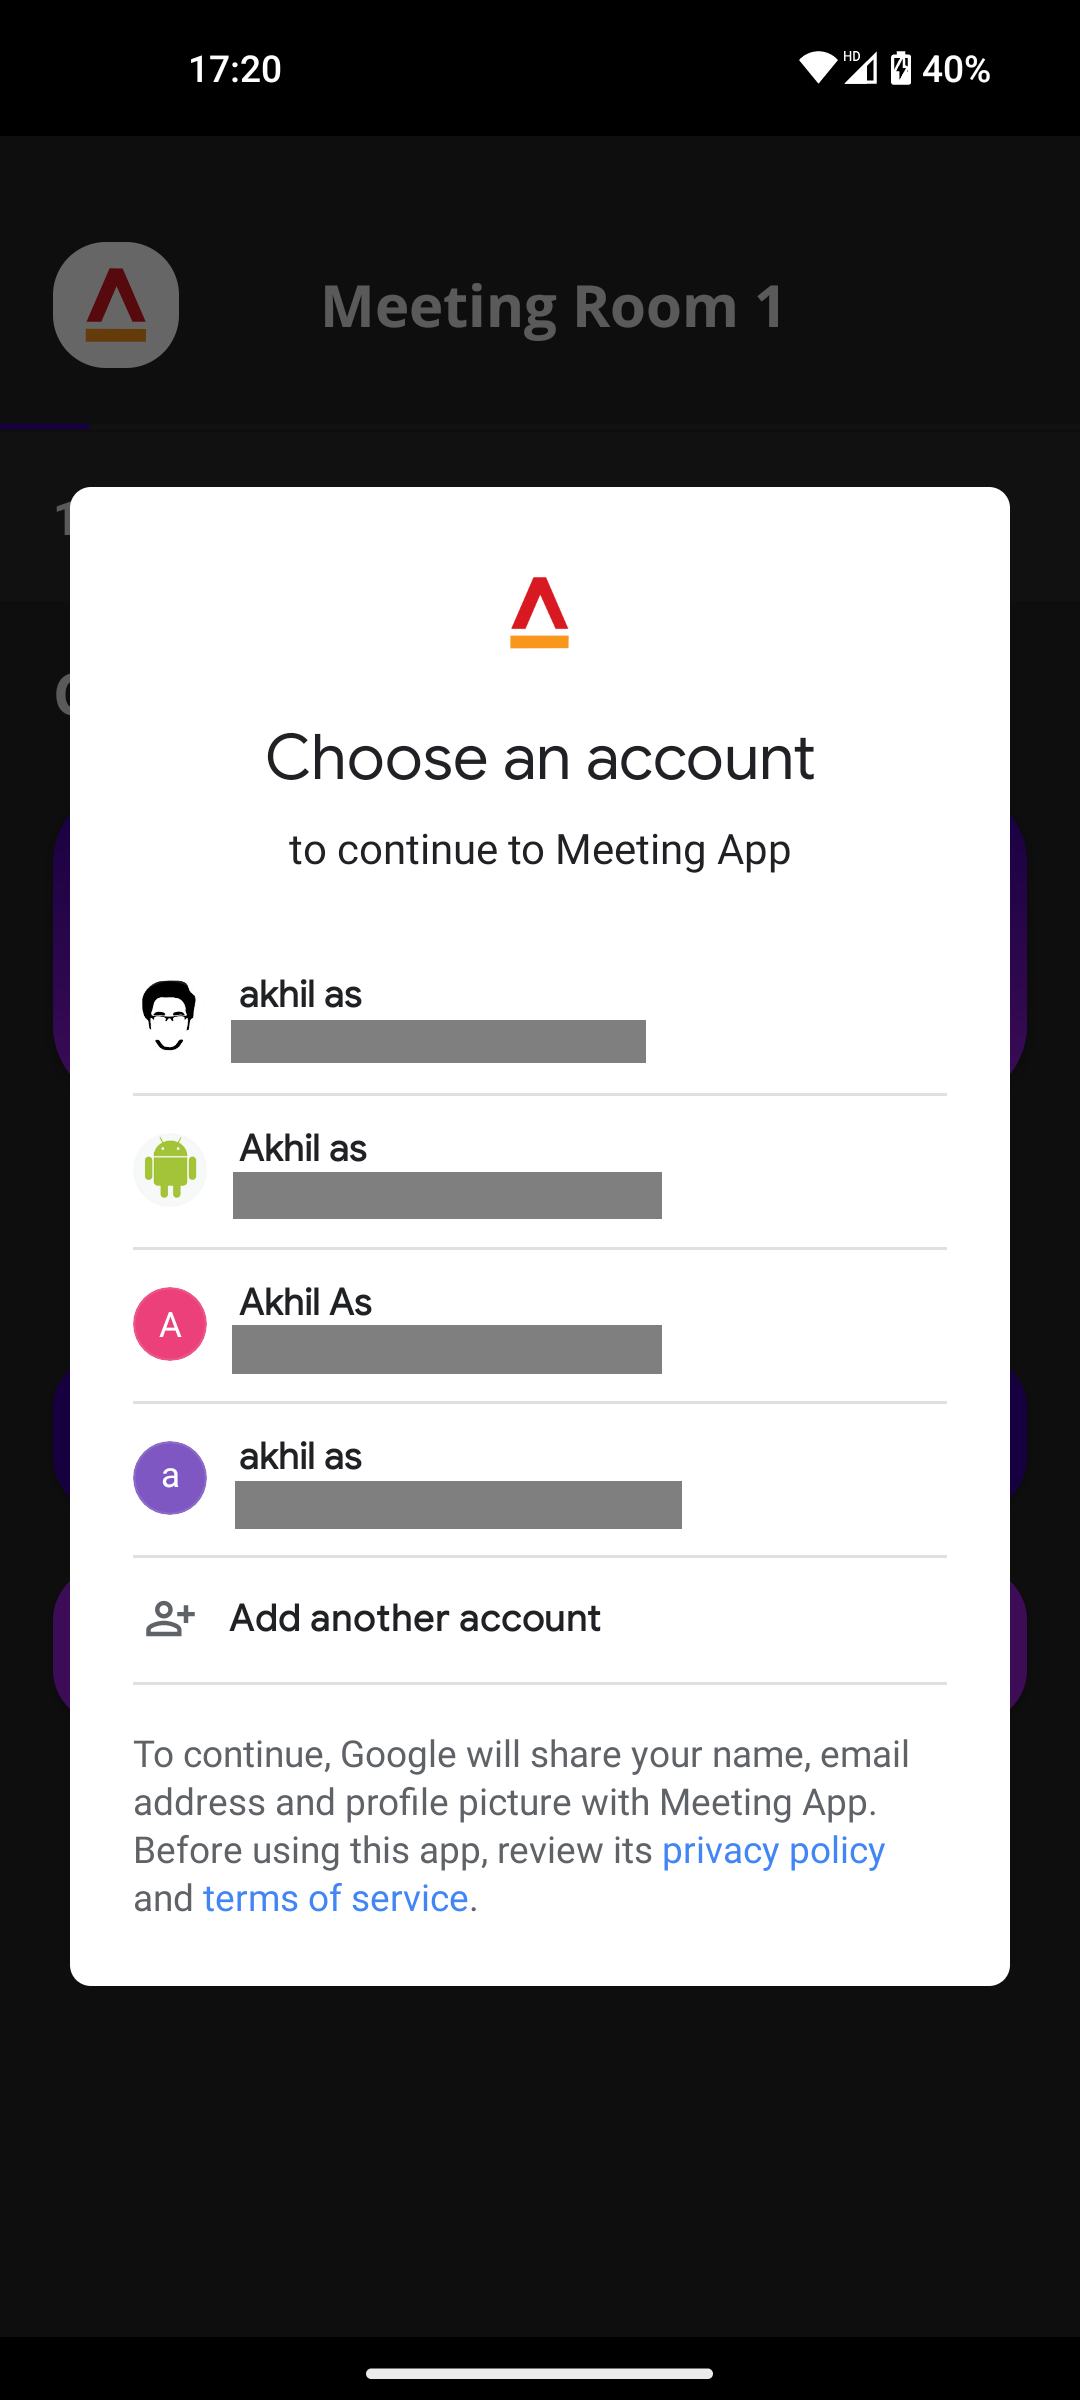 17:20
HD
40%
Meeting Room 1
1
Choose an account
to continue to Meeting App
akhil as
Akhil as
A
Akhil As
a
akhil as
Add another account
To continue, Google will share your name, email
address and profile picture with Meeting App.
Before using this app, review its privacy policy
and terms of service.